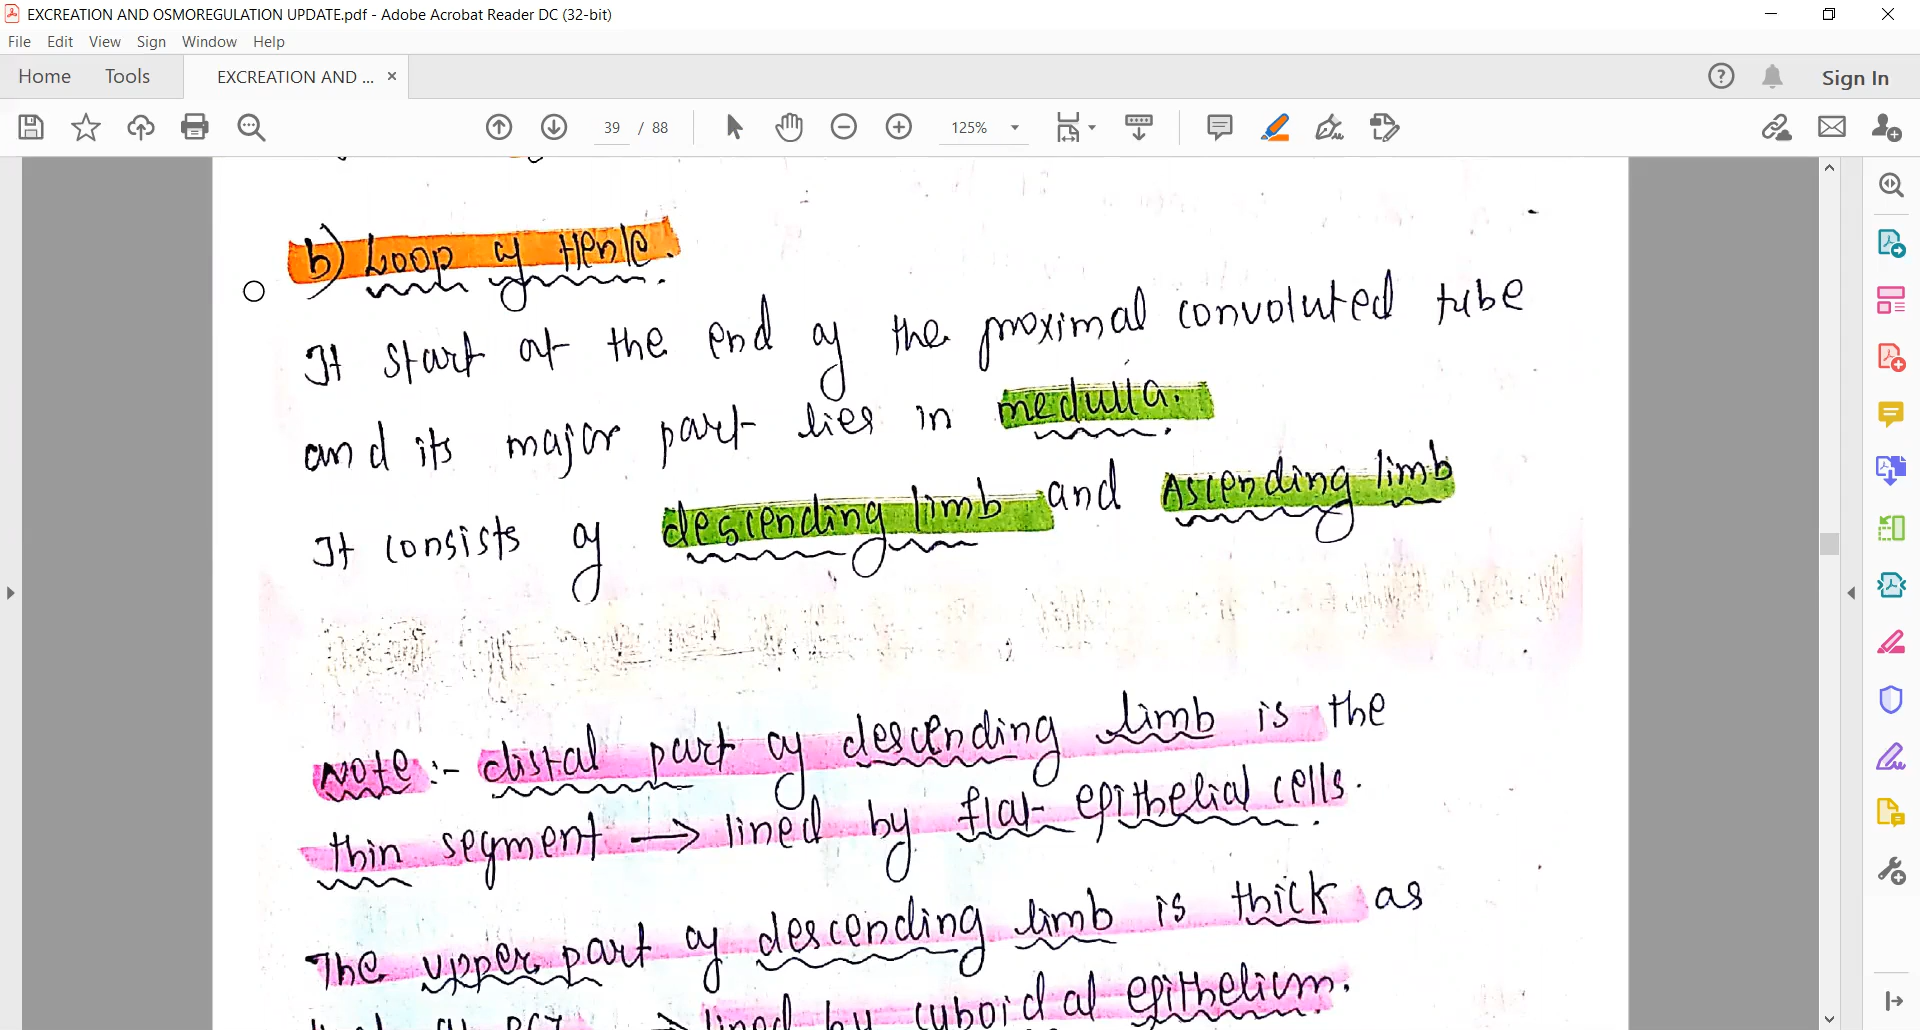 EXCREATION AND OSMOREGULATION UPDATE.pdf - Adobe Acrobat Reader DC (32-bit)
File Edit View Sign Window Help
Home Tools EXCREATION AND ... × Sign In
39 / 88 125%
b) Loop of Henle.
It start at the end of the proximal convoluted tube
and its major part lies in medulla.
It consists of descending limb and Ascending limb
Note :- distal part of descending limb is the
thin segment → lined by flat epithelial cells.
The upper part of descending limb is thick as
PCT → lined by cuboidal epithelium.